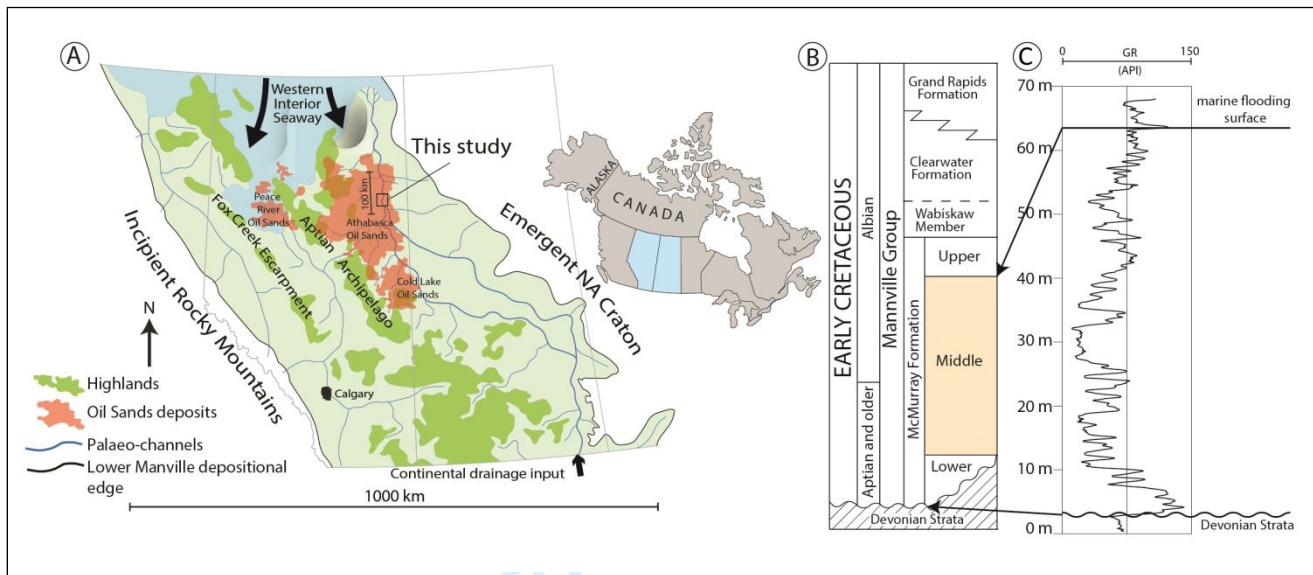 A
Western
Interior
Seaway
This study
100 km
Peace
River
Oil Sands
Athabasca
Oil Sands
Fox Creek Escarpment
Aptian Archipelago
Cold Lake
Oil Sands
Incipient Rocky Mountains
Emergent NA Craton
N
Calgary
Highlands
Oil Sands deposits
Palaeo-channels
Lower Manville depositional
edge
Continental drainage input
1000 km
ALASKA
CANADA
B
EARLY CRETACEOUS
Albian
Aptian and older
Mannville Group
McMurray Formation
Grand Rapids
Formation
Clearwater
Formation
Wabiskaw
Member
Upper
Middle
Lower
Devonian Strata
C
0
GR
150
(API)
70 m
60 m
50 m
40 m
30 m
20 m
10 m
0 m
marine flooding
surface
Devonian Strata